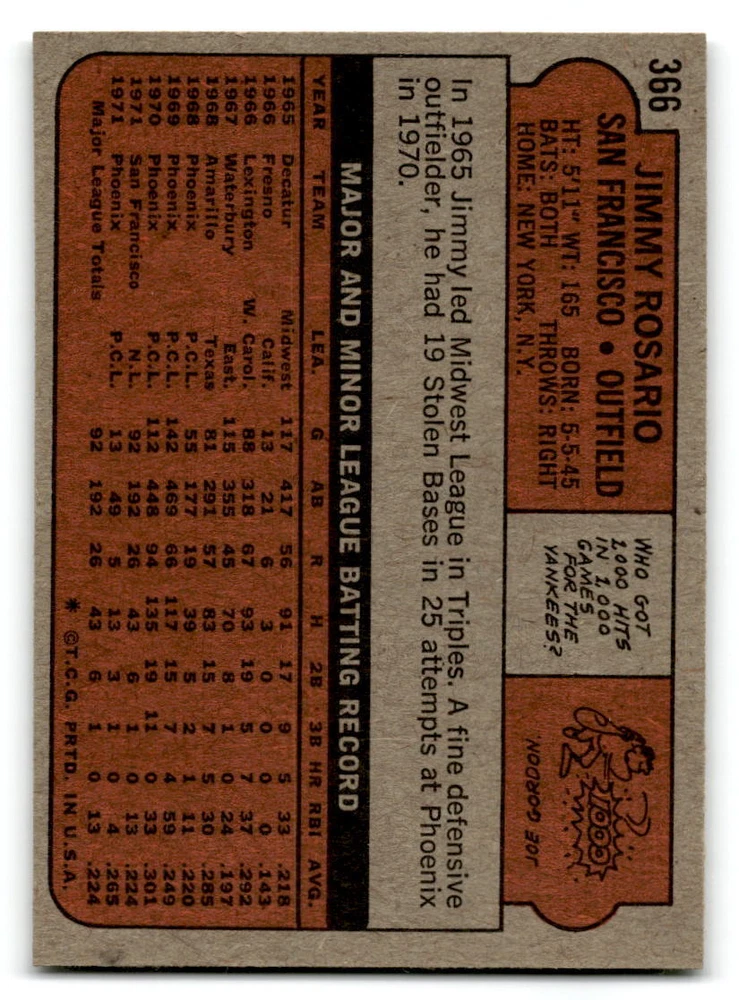 366
JIMMY ROSARIO
SAN FRANCISCO • OUTFIELD
HT: 5'11" WT: 165 BORN: 5-5-45
BATS: BOTH THROWS: RIGHT
HOME: NEW YORK, N.Y.
WHO GOT
1,000 HITS
IN 1,000
GAMES
FOR THE
YANKEES?
1000
JOE GORDON.
In 1965 Jimmy led Midwest League in Triples. A fine defensive
outfielder, he had 19 Stolen Bases in 25 attempts at Phoenix
in 1970.
MAJOR AND MINOR LEAGUE BATTING RECORD
YEAR TEAM LEA. G AB R H 2B 3B HR RBI AVG.
1965 Decatur Midwest 117 417 56 91 17 9 5 33 .218
1966 Fresno Calif. 13 21 6 3 0 0 0 0 .143
1966 Lexington W. Carol. 88 318 67 93 19 5 7 37 .292
1967 Waterbury East. 115 355 45 70 8 1 0 24 .197
1968 Amarillo Texas 81 291 57 83 15 7 5 30 .285
1968 Phoenix P.C.L. 55 177 19 39 5 2 1 10 .220
1969 Phoenix P.C.L. 142 469 66 117 15 7 4 59 .249
1970 Phoenix P.C.L. 112 448 94 135 19 11 0 33 .301
1971 San Francisco N.L. 92 192 26 43 6 1 0 13 .224
1971 Phoenix P.C.L. 13 49 5 13 3 1 0 4 .265
Major League Totals 92 192 26 43 6 1 0 13 .224
* ©T.C.G. PRTD. IN U.S.A.